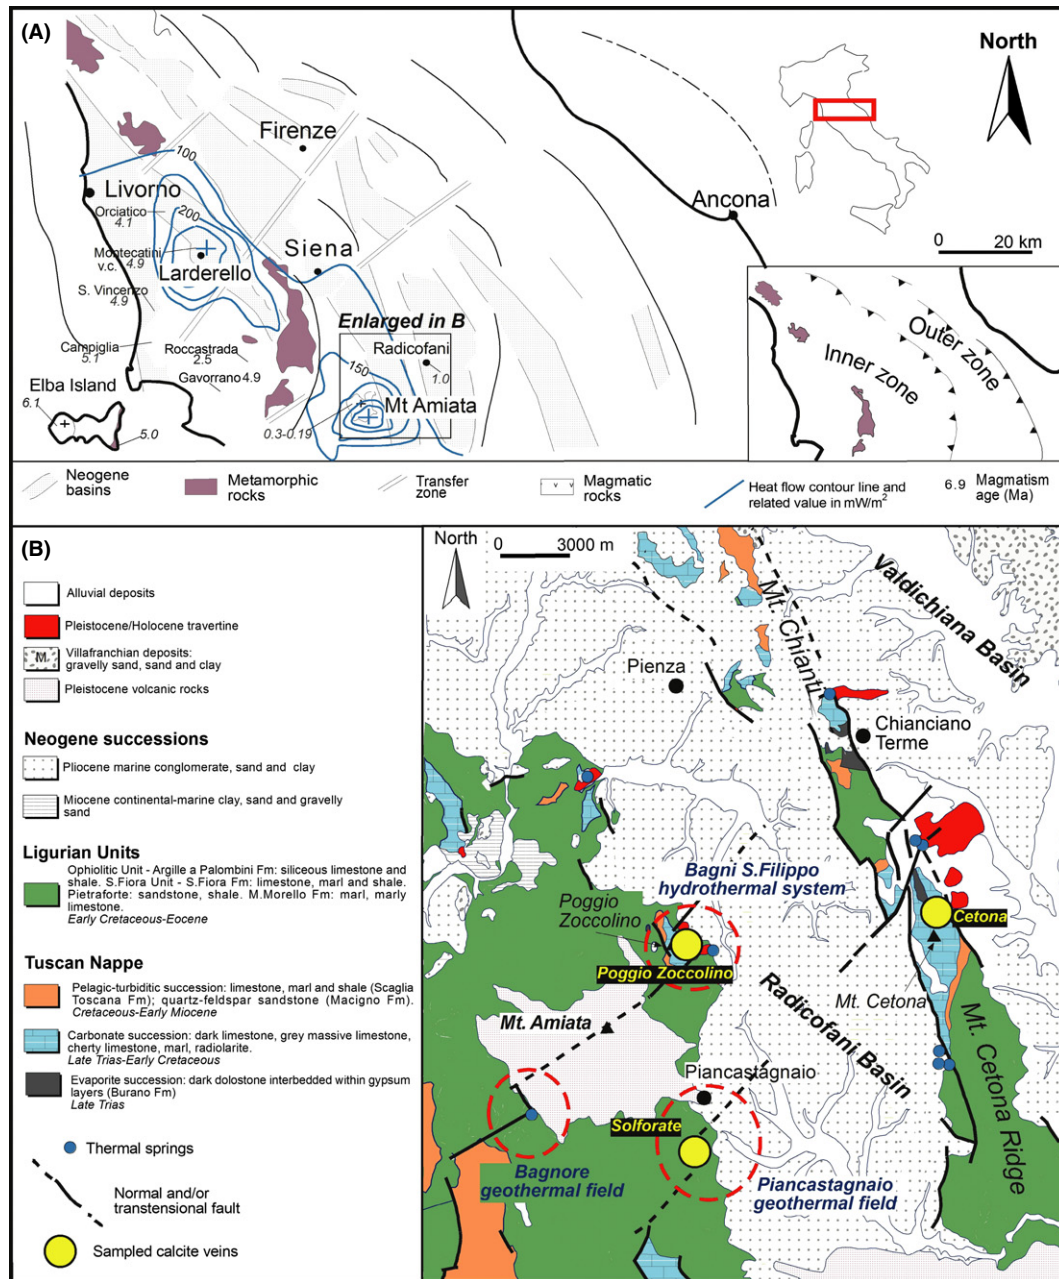 (A)
North
Firenze
100
Livorno
Ancona
Orciatico
4.1
200
0 20 km
Siena
Montecatini
v.c. 4.9
Larderello
S. Vincenzo
4.9
Enlarged in B
Outer zone
Inner zone
Campiglia
5.1
Roccastrada
2.5
Radicofani
1.0
150
Gavorrano 4.9
Elba Island
6.1
Mt Amiata
0.3-0.19
5.0
Neogene
basins
Metamorphic
rocks
Transfer
zone
Magmatic
rocks
Heat flow contour line and
related value in mW/m²
6.9 Magmatism
age (Ma)
(B)
Alluvial deposits
Pleistocene/Holocene travertine
M
Villafranchian deposits:
gravelly sand, sand and clay
Pleistocene volcanic rocks
Neogene successions
Pliocene marine conglomerate, sand and clay
Miocene continental-marine clay, sand and gravelly
sand
Ligurian Units
Ophiolitic Unit - Argille a Palombini Fm: siliceous limestone and
shale. S.Fiora Unit - S.Fiora Fm: limestone, marl and shale.
Pietraforte: sandstone, shale. M.Morello Fm: marl, marly
limestone.
Early Cretaceous-Eocene
Tuscan Nappe
Pelagic-turbiditic succession: limestone, marl and shale (Scaglia
Toscana Fm); quartz-feldspar sandstone (Macigno Fm).
Cretaceous-Early Miocene
Carbonate succession: dark limestone, grey massive limestone,
cherty limestone, marl, radiolarite.
Late Trias-Early Cretaceous
Evaporite succession: dark dolostone interbedded within gypsum
layers (Burano Fm)
Late Trias
Thermal springs
Normal and/or
transtensional fault
Sampled calcite veins
North
0 3000 m
Valdichiana Basin
Mt. Chianti
Pienza
Chianciano
Terme
Bagni S.Filippo
hydrothermal system
Poggio
Zoccolino
Cetona
Poggio Zoccolino
Mt. Cetona
Radicofani Basin
Mt. Amiata
Piancastagnaio
Mt. Cetona Ridge
Solforate
Bagnore
geothermal field
Piancastagnaio
geothermal field